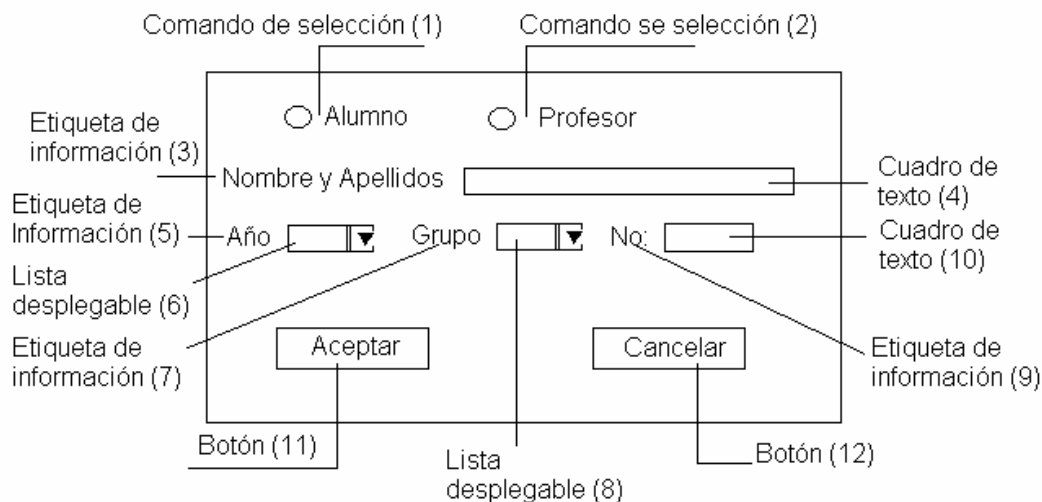 Comando de selección (1)
Comando se selección (2)
Alumno
Profesor
Etiqueta de
información (3)
Nombre y Apellidos
Cuadro de
texto (4)
Etiqueta de
Información (5)
Año
Grupo
No:
Cuadro de
texto (10)
Lista
desplegable (6)
Etiqueta de
información (7)
Aceptar
Cancelar
Etiqueta de
información (9)
Botón (11)
Lista
desplegable (8)
Botón (12)